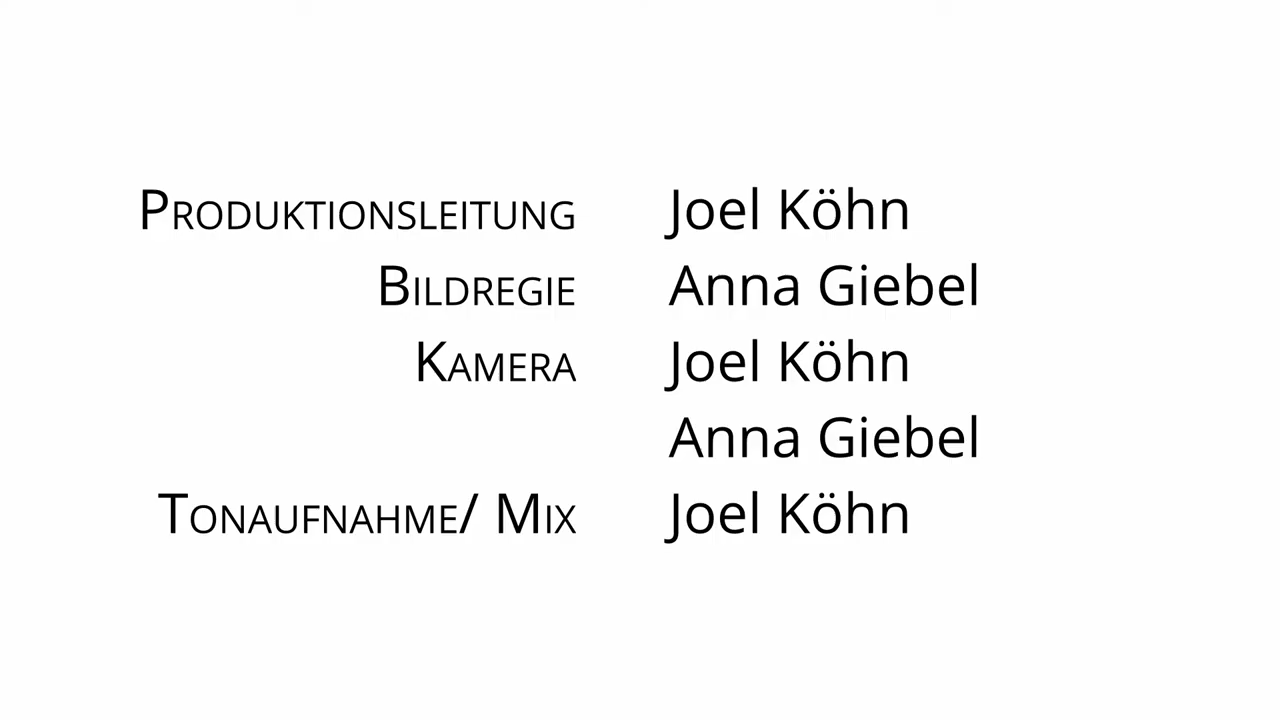 Produktionsleitung Joel Köhn
Bildregie Anna Giebel
Kamera Joel Köhn
Anna Giebel
Tonaufnahme/ Mix Joel Köhn